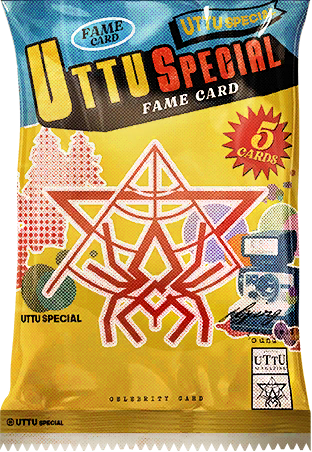 FAME
CARD
UTTU SPECIAL
UTTU SPECIAL
FAME CARD
5
CARDS
UTTU SPECIAL
UTTU
MAGAZINE
CELEBRITY CARD
UTTU SPECIAL